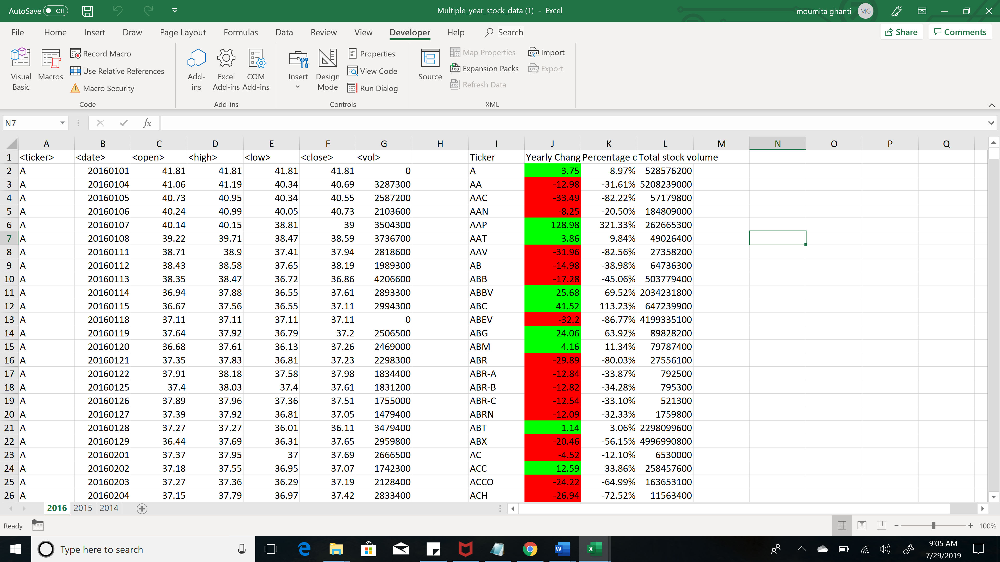 AutoSave Off Multiple_year_stock_data (1) - Excel moumita ghanti MG
File Home Insert Draw Page Layout Formulas Data Review View Developer Help Search Share Comments
Visual Basic
Macros
Record Macro
Use Relative References
Macro Security
Code
Add-ins
Excel Add-ins
COM Add-ins
Add-ins
Insert
Design Mode
Properties
View Code
Run Dialog
Controls
Source
Map Properties
Expansion Packs
Refresh Data
Import
Export
XML
N7 fx
A B C D E F G H I J K L M N O P Q
1 <ticker> <date> <open> <high> <low> <close> <vol> Ticker Yearly Chang Percentage c Total stock volume
2 A 20160101 41.81 41.81 41.81 41.81 0 A 3.75 8.97% 528576200
3 A 20160104 41.06 41.19 40.34 40.69 3287300 AA -12.98 -31.61% 5208239000
4 A 20160105 40.73 40.95 40.34 40.55 2587200 AAC -33.49 -82.22% 57179800
5 A 20160106 40.24 40.99 40.05 40.73 2103600 AAN -8.25 -20.50% 184809000
6 A 20160107 40.14 40.15 38.81 39 3504300 AAP 128.98 321.33% 262665300
7 A 20160108 39.22 39.71 38.47 38.59 3736700 AAT 3.86 9.84% 49026400
8 A 20160111 38.71 38.9 37.41 37.94 2818600 AAV -31.96 -82.56% 27358200
9 A 20160112 38.43 38.58 37.65 38.19 1989300 AB -14.98 -38.98% 64736300
10 A 20160113 38.35 38.47 36.72 36.86 4206600 ABB -17.28 -45.06% 503779400
11 A 20160114 36.94 37.88 36.55 37.61 2893300 ABBV 25.68 69.52% 2034231800
12 A 20160115 36.67 37.56 36.55 37.11 2994300 ABC 41.52 113.23% 647239900
13 A 20160118 37.11 37.11 37.11 37.11 0 ABEV -32.2 -86.77% 4199335100
14 A 20160119 37.64 37.92 36.79 37.2 2506500 ABG 24.06 63.92% 89828200
15 A 20160120 36.68 37.61 36.13 37.26 2469000 ABM 4.16 11.34% 79787400
16 A 20160121 37.35 37.83 36.81 37.23 2298300 ABR -29.89 -80.03% 27556100
17 A 20160122 37.91 38.18 37.58 37.98 1834400 ABR-A -12.84 -33.87% 792500
18 A 20160125 37.4 38.03 37.4 37.61 1831200 ABR-B -12.82 -34.28% 795300
19 A 20160126 37.89 37.96 37.36 37.51 1755000 ABR-C -12.54 -33.10% 521300
20 A 20160127 37.39 37.92 36.81 37.05 1479400 ABRN -12.09 -32.33% 1759800
21 A 20160128 37.27 37.27 36.01 36.11 3479400 ABT 1.14 3.06% 2298099600
22 A 20160129 36.44 37.69 36.31 37.65 2959800 ABX -20.46 -56.15% 4996990800
23 A 20160201 37.37 37.95 37 37.69 2666500 AC -4.52 -12.10% 6530000
24 A 20160202 37.18 37.55 36.95 37.07 1742300 ACC 12.59 33.86% 258457600
25 A 20160203 37.27 37.36 36.29 37.19 2128400 ACCO -24.22 -64.99% 163653100
26 A 20160204 37.15 37.79 36.97 37.42 2833400 ACH -26.94 -72.52% 11563400
2016 2015 2014
Ready 100%
Type here to search
9:05 AM
7/29/2019